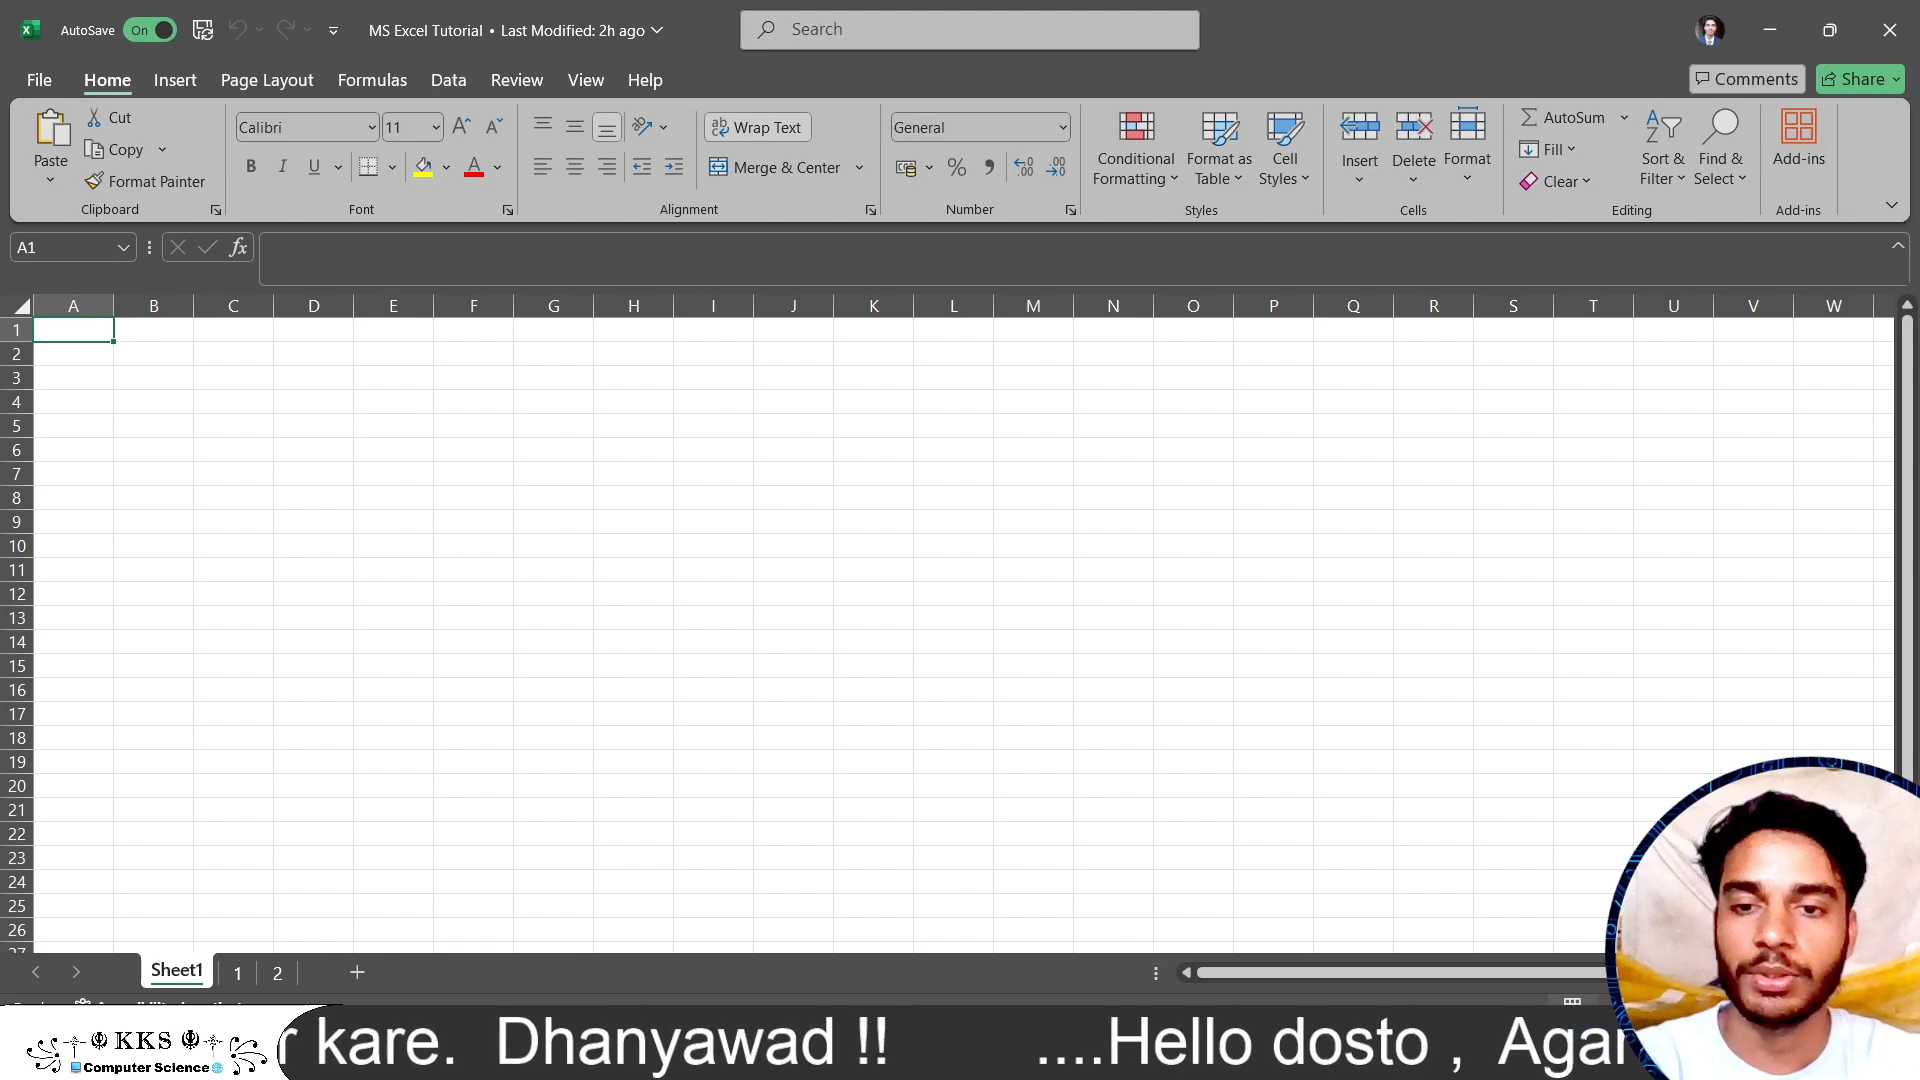 AutoSave On MS Excel Tutorial • Last Modified: 2h ago Search
File Home Insert Page Layout Formulas Data Review View Help Comments Share
Paste
Cut
Copy
Format Painter
Clipboard
Calibri 11
B I U A
Font
Wrap Text
Merge & Center
Alignment
General
% , .00
Number
Conditional Formatting
Format as Table
Cell Styles
Styles
Insert Delete Format
Cells
AutoSum
Fill
Clear
Sort & Filter
Find & Select
Editing
Add-ins
Add-ins
A1 fx
A B C D E F G H I J K L M N O P Q R S T U V W
1
2
3
4
5
6
7
8
9
10
11
12
13
14
15
16
17
18
19
20
21
22
23
24
25
26
Sheet1 1 2
KKS
Computer Science
r kare. Dhanyawad !! ....Hello dosto , Agar